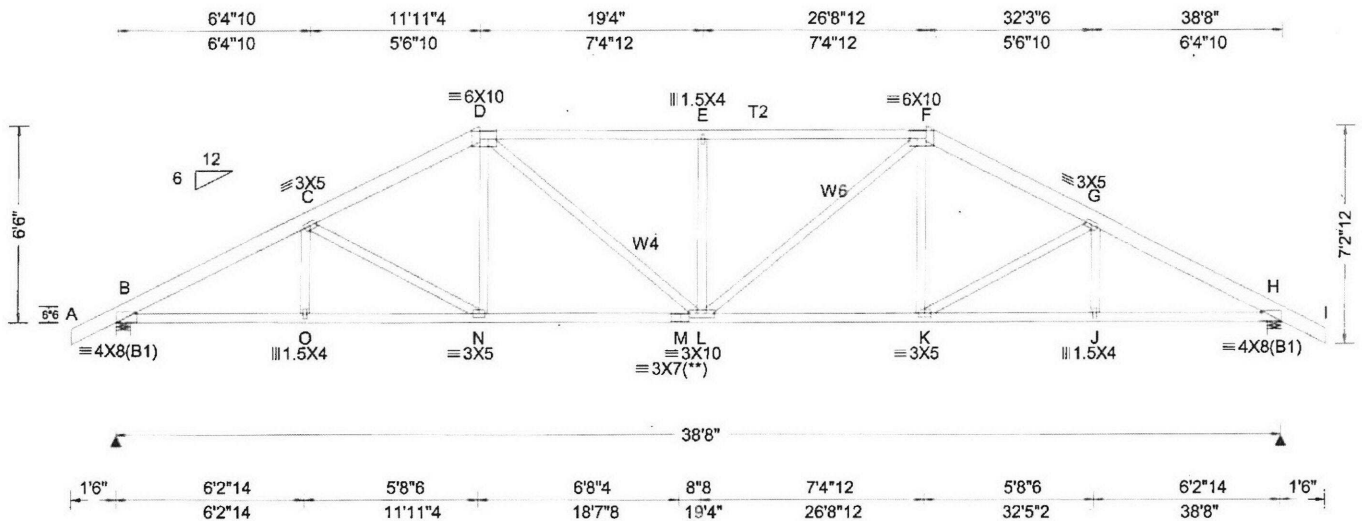 6'4"10 11'11"4 19'4" 26'8"12 32'3"6 38'8"
6'4"10 5'6"10 7'4"12 7'4"12 5'6"10 6'4"10
≡6X10 |||1.5X4 ≡6X10
D E T2 F
12
6
≡3X5 ≡3X5
C G
W6
W4
6'6"
7'2"12
B H
6"6 A I
O N M L K J
≡4X8(B1) |||1.5X4 ≡3X5 ≡3X10 ≡3X5 |||1.5X4 ≡4X8(B1)
≡3X7(**)
38'8"
1'6" 6'2"14 5'8"6 6'8"4 8"8 7'4"12 5'8"6 6'2"14 1'6"
6'2"14 11'11"4 18'7"8 19'4" 26'8"12 32'5"2 38'8"